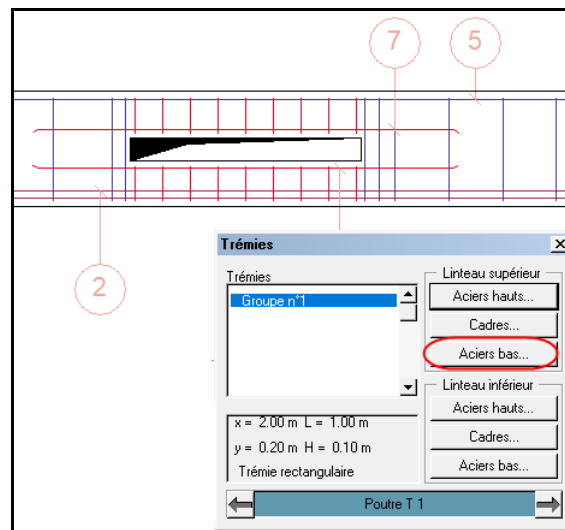 7
5
2
Trémies
Trémies
Groupe n°1
Linteau supérieur
Aciers hauts...
Cadres...
Aciers bas...
Linteau inférieur
Aciers hauts...
Cadres...
Aciers bas...
x = 2.00 m L = 1.00 m
y = 0.20 m H = 0.10 m
Trémie rectangulaire
Poutre T 1